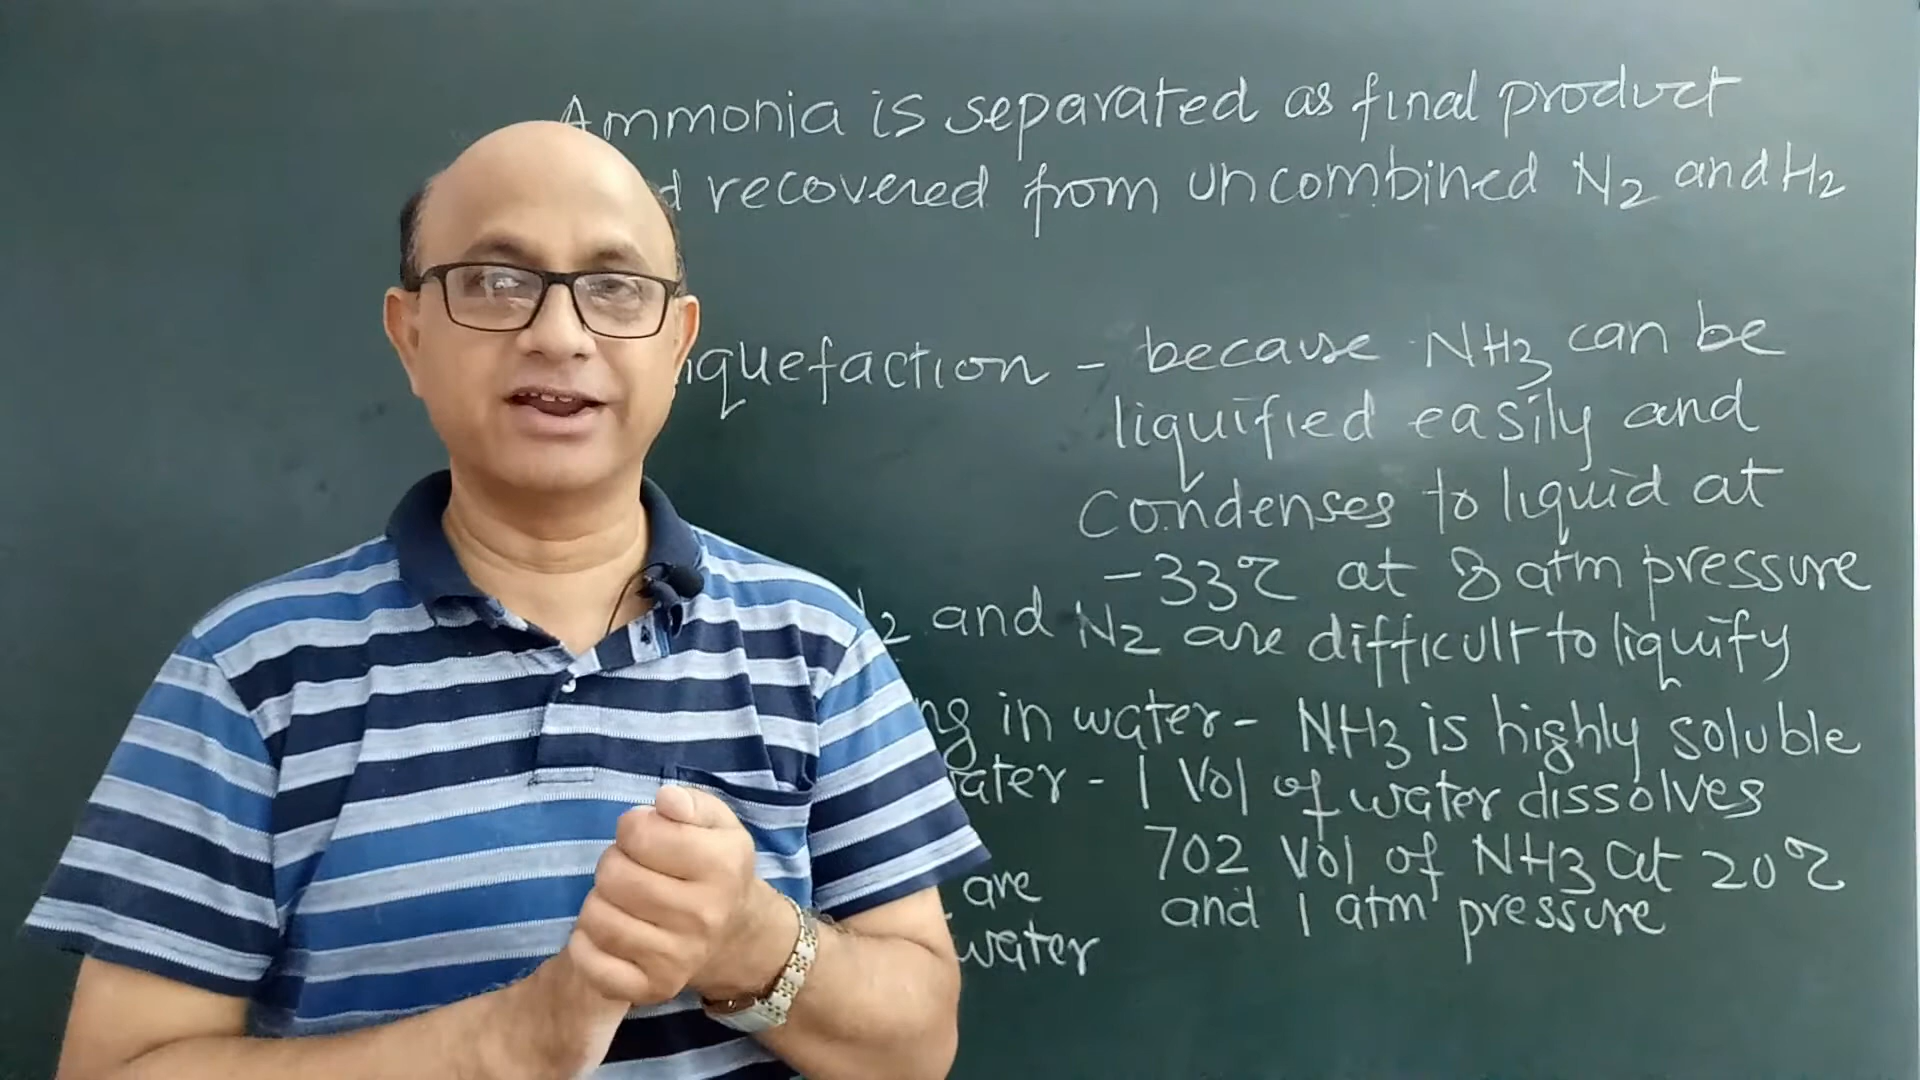 Ammonia is separated as final product
recovered from uncombined N2 and H2
iquefaction - because NH3 can be
liquified easily and
condenses to liquid at
-33°C at 8 atm pressure
2 and N2 are difficult to liquify
ng in water - NH3 is highly soluble
ater - 1 Vol of water dissolves
702 Vol of NH3 at 20°C
are and 1 atm pressure
water